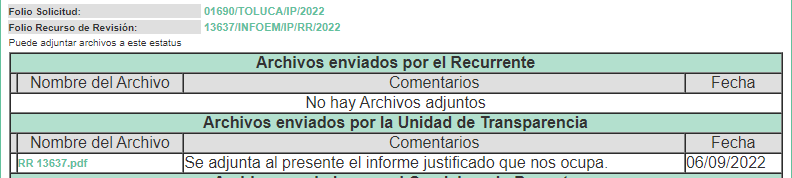 Folio Solicitud: 01690/TOLUCA/IP/2022
Folio Recurso de Revisión: 13637/INFOEM/IP/RR/2022
Puede adjuntar archivos a este estatus
Archivos enviados por el Recurrente
Nombre del Archivo Comentarios Fecha
No hay Archivos adjuntos
Archivos enviados por la Unidad de Transparencia
Nombre del Archivo Comentarios Fecha
RR 13637.pdf Se adjunta al presente el informe justificado que nos ocupa. 06/09/2022